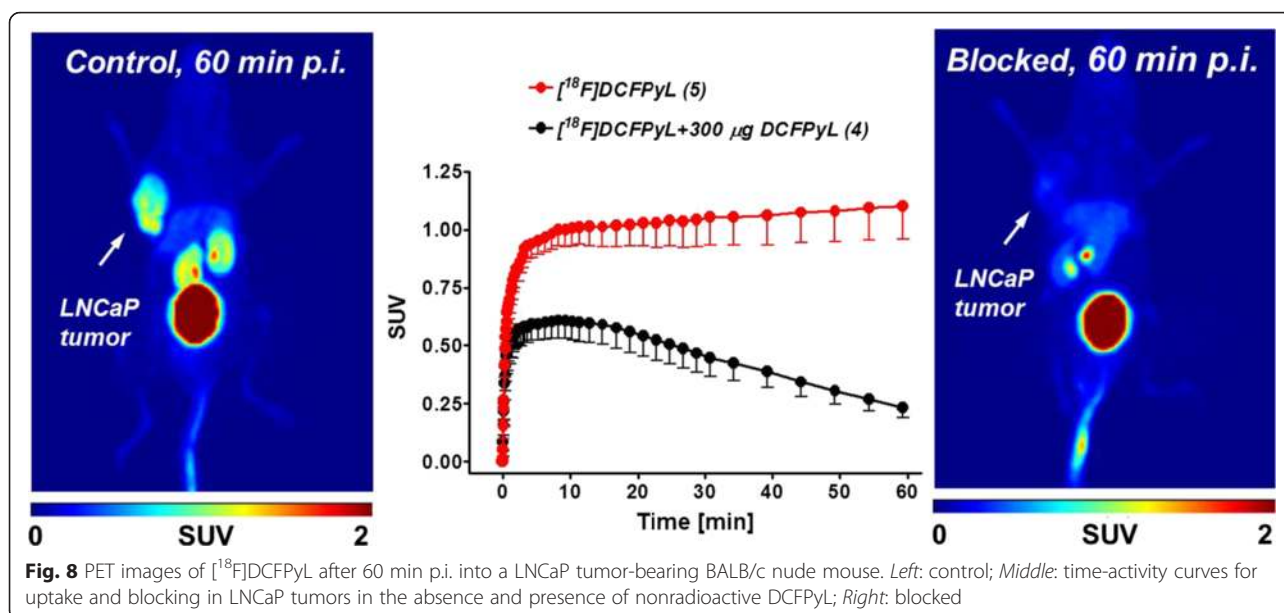 Control, 60 min p.i.
LNCaP
tumor
0 SUV 2
[¹⁸F]DCFPyL (5)
[¹⁸F]DCFPyL+300 µg DCFPyL (4)
SUV
1.25
1.00
0.75
0.50
0.25
0.00
0 10 20 30 40 50 60
Time [min]
Blocked, 60 min p.i.
LNCaP
tumor
0 SUV 2
Fig. 8 PET images of [¹⁸F]DCFPyL after 60 min p.i. into a LNCaP tumor-bearing BALB/c nude mouse. Left: control; Middle: time-activity curves for
uptake and blocking in LNCaP tumors in the absence and presence of nonradioactive DCFPyL; Right: blocked